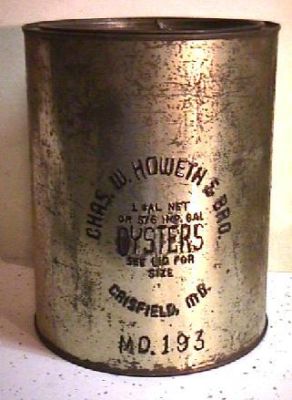 CHAS. W. HOWETH & BRO.
1 GAL. NET
OR 5/6 IMP. GAL
OYSTERS
SEE LID FOR
SIZE
CRISFIELD, MD.
MD. 193